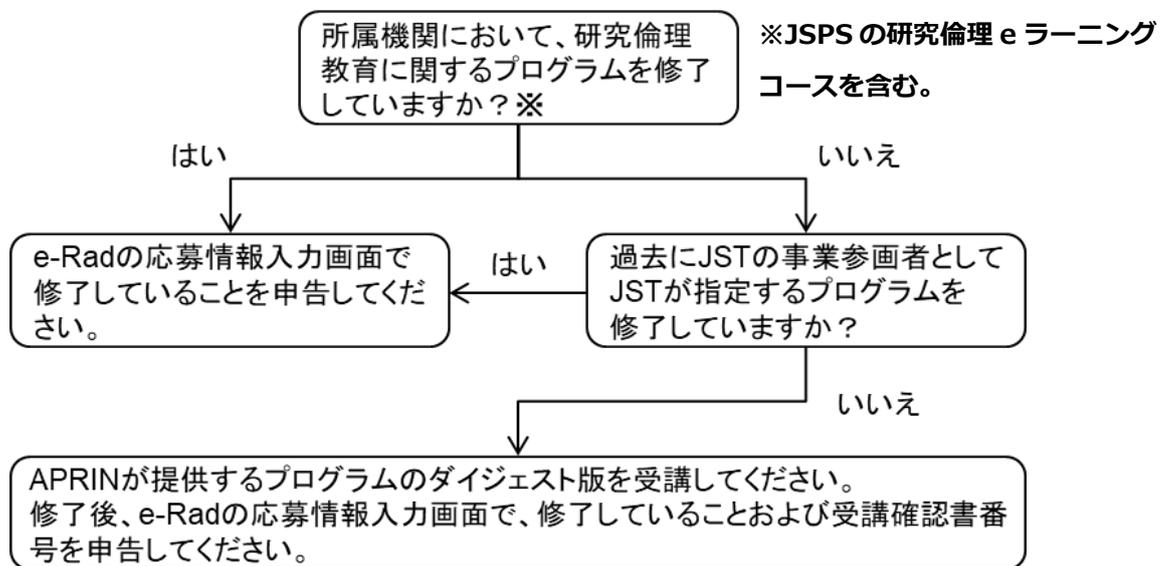 所属機関において、研究倫理
教育に関するプログラムを修了
していますか？※
※JSPS の研究倫理 e ラーニング
コースを含む。
はい
いいえ
e-Radの応募情報入力画面で
修了していることを申告してくだ
さい。
はい
過去にJSTの事業参画者として
JSTが指定するプログラムを
修了していますか？
いいえ
APRINが提供するプログラムのダイジェスト版を受講してください。
修了後、e-Radの応募情報入力画面で、修了していることおよび受講確認書番
号を申告してください。